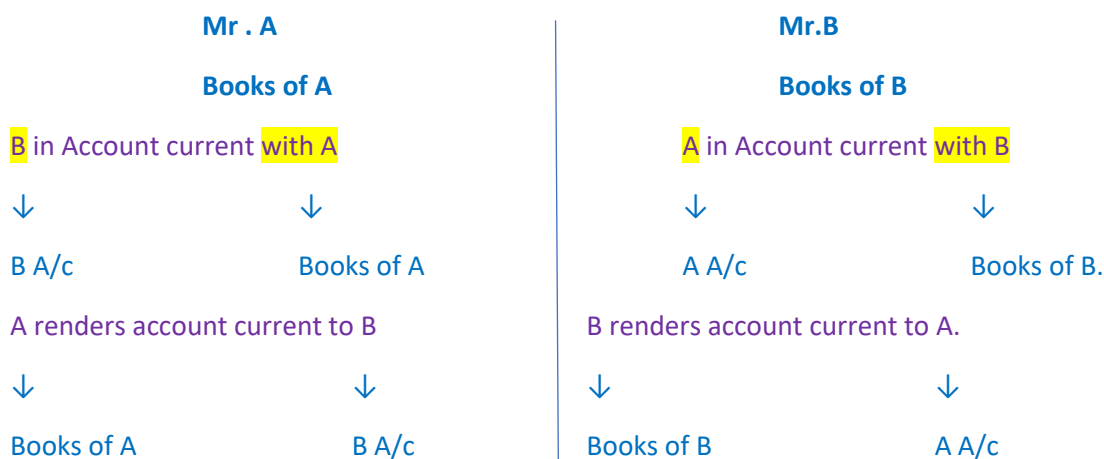 Mr . A
Books of A
B in Account current with A
↓ ↓
B A/c Books of A
A renders account current to B
↓ ↓
Books of A B A/c
Mr.B
Books of B
A in Account current with B
↓ ↓
A A/c Books of B.
B renders account current to A.
↓ ↓
Books of B A A/c